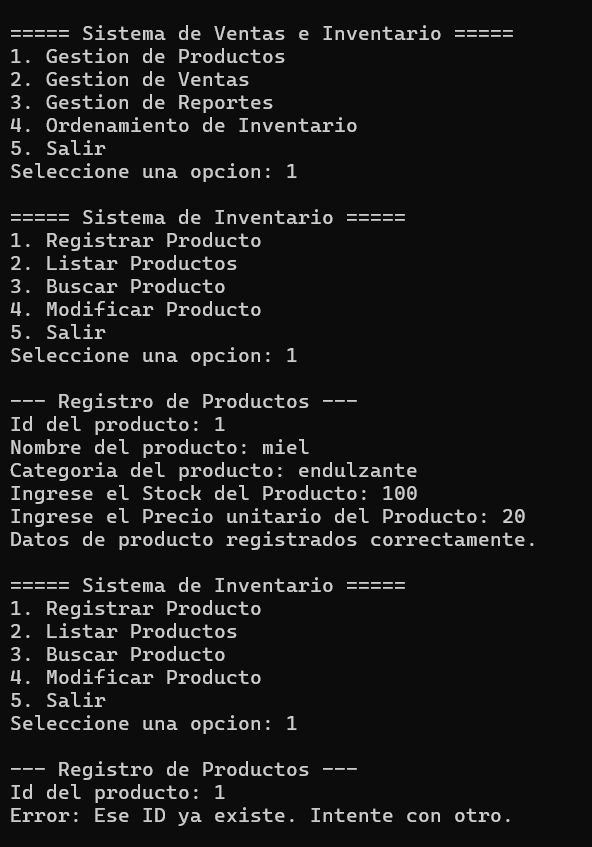 ===== Sistema de Ventas e Inventario =====
1. Gestion de Productos
2. Gestion de Ventas
3. Gestion de Reportes
4. Ordenamiento de Inventario
5. Salir
Seleccione una opcion: 1
===== Sistema de Inventario =====
1. Registrar Producto
2. Listar Productos
3. Buscar Producto
4. Modificar Producto
5. Salir
Seleccione una opcion: 1
--- Registro de Productos ---
Id del producto: 1
Nombre del producto: miel
Categoria del producto: endulzante
Ingrese el Stock del Producto: 100
Ingrese el Precio unitario del Producto: 20
Datos de producto registrados correctamente.
===== Sistema de Inventario =====
1. Registrar Producto
2. Listar Productos
3. Buscar Producto
4. Modificar Producto
5. Salir
Seleccione una opcion: 1
--- Registro de Productos ---
Id del producto: 1
Error: Ese ID ya existe. Intente con otro.